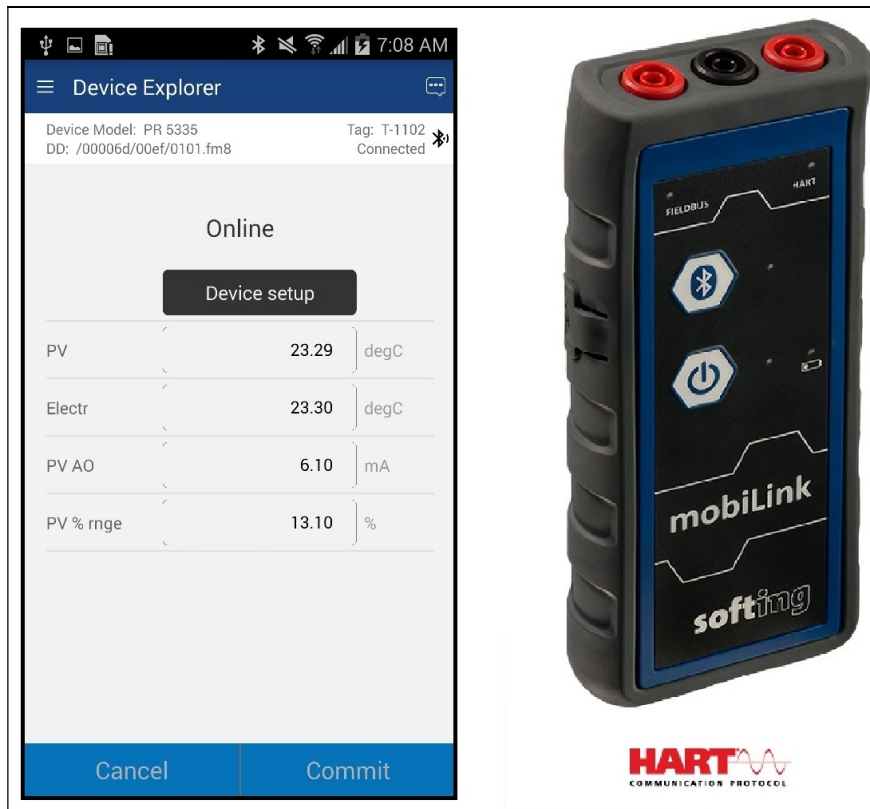 7:08 AM
Device Explorer
Device Model: PR 5335
Tag: T-1102
DD: /00006d/00ef/0101.fm8
Connected
Online
Device setup
PV 23.29 degC
Electr 23.30 degC
PV AO 6.10 mA
PV % rnge 13.10 %
Cancel
Commit
FIELDBUS
HART
mobiLink
softing
HART
COMMUNICATION PROTOCOL